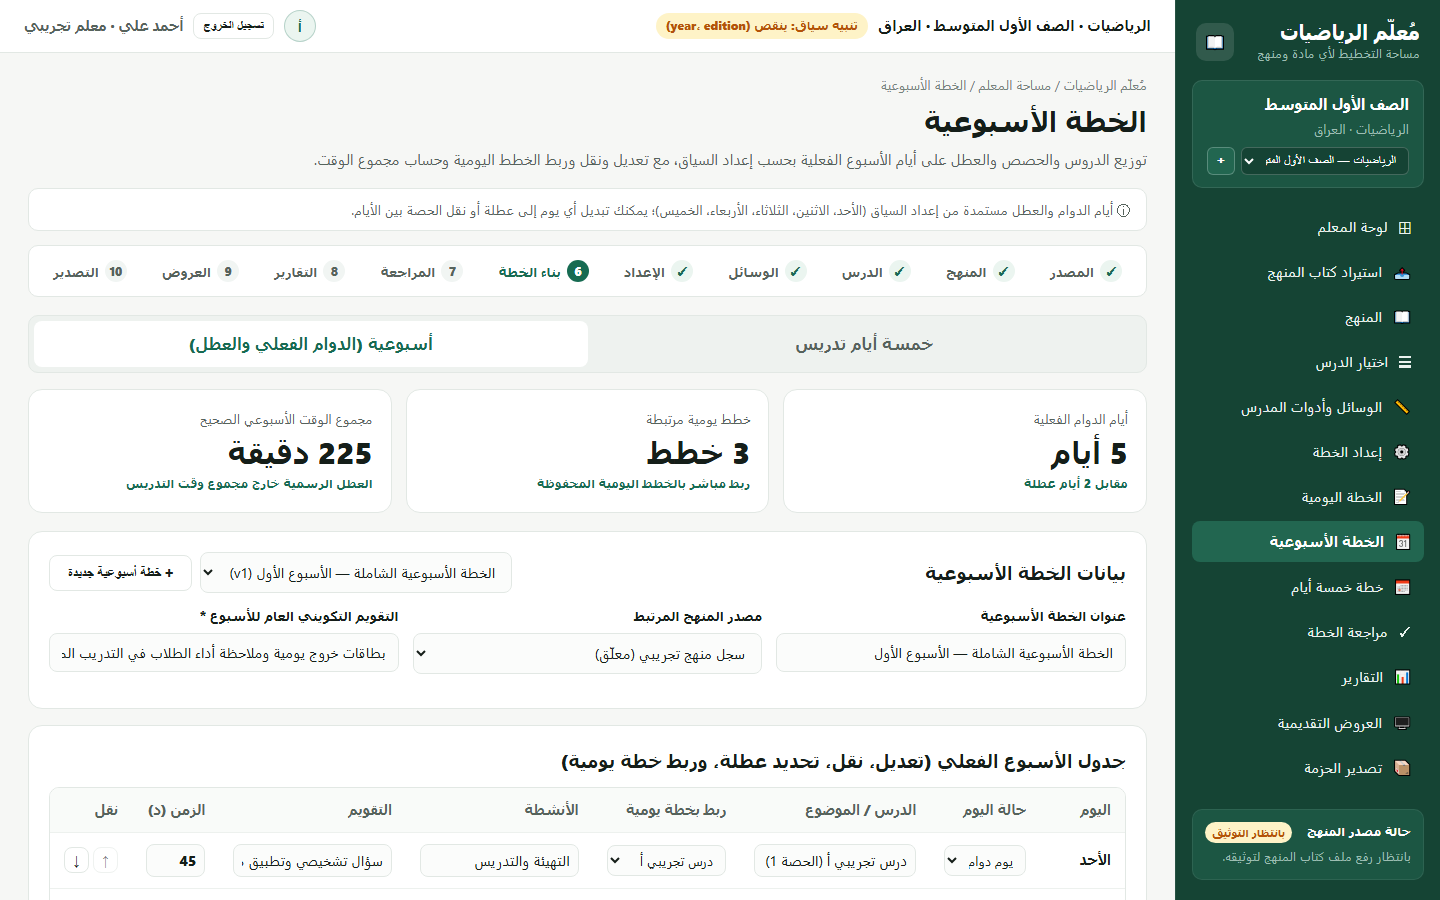 مُعلّم الرياضيات
مساحة التخطيط لأي مادة ومنهج
الصف الأول المتوسط
الرياضيات · العراق
الرياضيات — الصف الأول المتو
+
لوحة المعلم
استيراد كتاب المنهج
المنهج
اختيار الدرس
الوسائل وأدوات المدرس
إعداد الخطة
الخطة اليومية
الخطة الأسبوعية
خطة خمسة أيام
مراجعة الخطة
التقارير
العروض التقديمية
تصدير الحزمة
حالة مصدر المنهج
بانتظار التوثيق
بانتظار رفع ملف كتاب المنهج لتوثيقه.
الرياضيات • الصف الأول المتوسط • العراق
تنبيه سياق: ينقص (year، edition)
أ
تسجيل الخروج
أحمد علي • معلم تجريبي
مُعلّم الرياضيات / مساحة المعلم / الخطة الأسبوعية
الخطة الأسبوعية
توزيع الدروس والحصص والعطل على أيام الأسبوع الفعلية بحسب إعداد السياق، مع تعديل ونقل وربط الخطط اليومية وحساب مجموع الوقت.
ⓘ أيام الدوام والعطل مستمدة من إعداد السياق (الأحد، الاثنين، الثلاثاء، الأربعاء، الخميس)؛ يمكنك تبديل أي يوم إلى عطلة أو نقل الحصة بين الأيام.
✓ المصدر ✓ المنهج ✓ الدرس ✓ الوسائل ✓ الإعداد 6 بناء الخطة 7 المراجعة 8 التقارير 9 العروض 10 التصدير
خمسة أيام تدريس
أسبوعية (الدوام الفعلي والعطل)
أيام الدوام الفعلية
5 أيام
مقابل 2 أيام عطلة
خطط يومية مرتبطة
3 خطط
ربط مباشر بالخطط اليومية المحفوظة
مجموع الوقت الأسبوعي الصحيح
225 دقيقة
العطل الرسمية خارج مجموع وقت التدريس
بيانات الخطة الأسبوعية
الخطة الأسبوعية الشاملة — الأسبوع الأول (v1)
+ خطة أسبوعية جديدة
عنوان الخطة الأسبوعية
الخطة الأسبوعية الشاملة — الأسبوع الأول
مصدر المنهج المرتبط
سجل منهج تجريبي (معلّق)
التقويم التكويني العام للأسبوع *
بطاقات خروج يومية وملاحظة أداء الطلاب في التدريب
جدول الأسبوع الفعلي (تعديل، نقل، تحديد عطلة، وربط خطة يومية)
اليوم حالة اليوم الدرس / الموضوع ربط بخطة يومية الأنشطة التقويم الزمن (د) نقل
الأحد يوم دوام درس تجريبي أ (الحصة 1) درس تجريبي أ التهيئة والتدريس سؤال تشخيصي وتطبيق 45 ↑ ↓